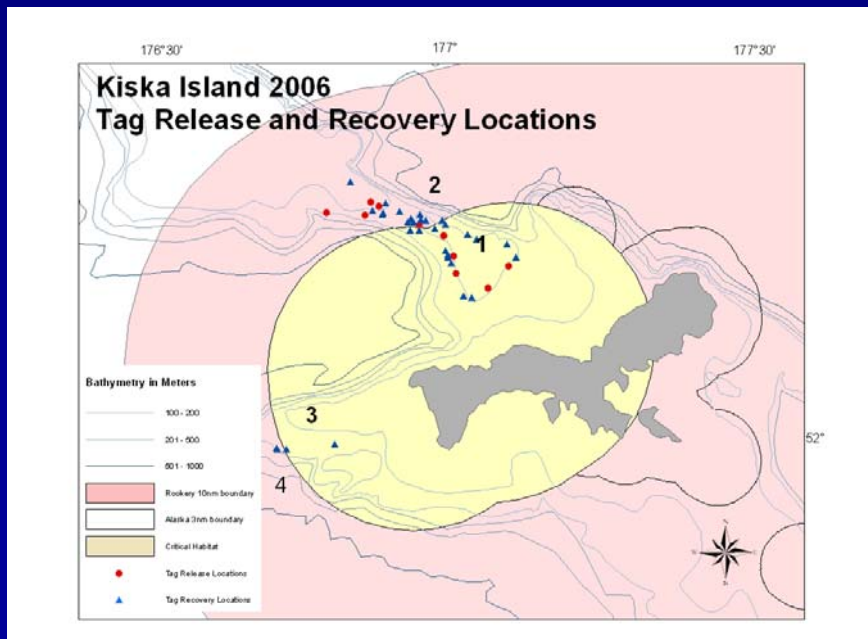 176°30' 177° 177°30'
Kiska Island 2006
Tag Release and Recovery Locations
2
1
3
4
52°
Bathymetry in Meters
100 - 200
201 - 500
501 - 1000
Rookery 10nm boundary
Alaska 3nm boundary
Critical Habitat
Tag Release Locations
Tag Recovery Locations